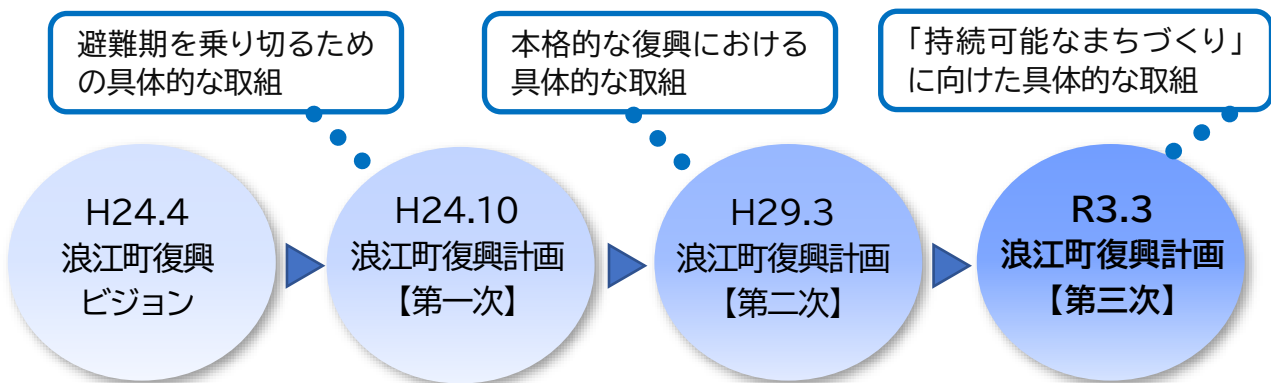 避難期を乗り切るため
の具体的な取組
本格的な復興における
具体的な取組
「持続可能なまちづくり」
に向けた具体的な取組
H24.4
浪江町復興
ビジョン
H24.10
浪江町復興計画
【第一次】
H29.3
浪江町復興計画
【第二次】
R3.3
浪江町復興計画
【第三次】